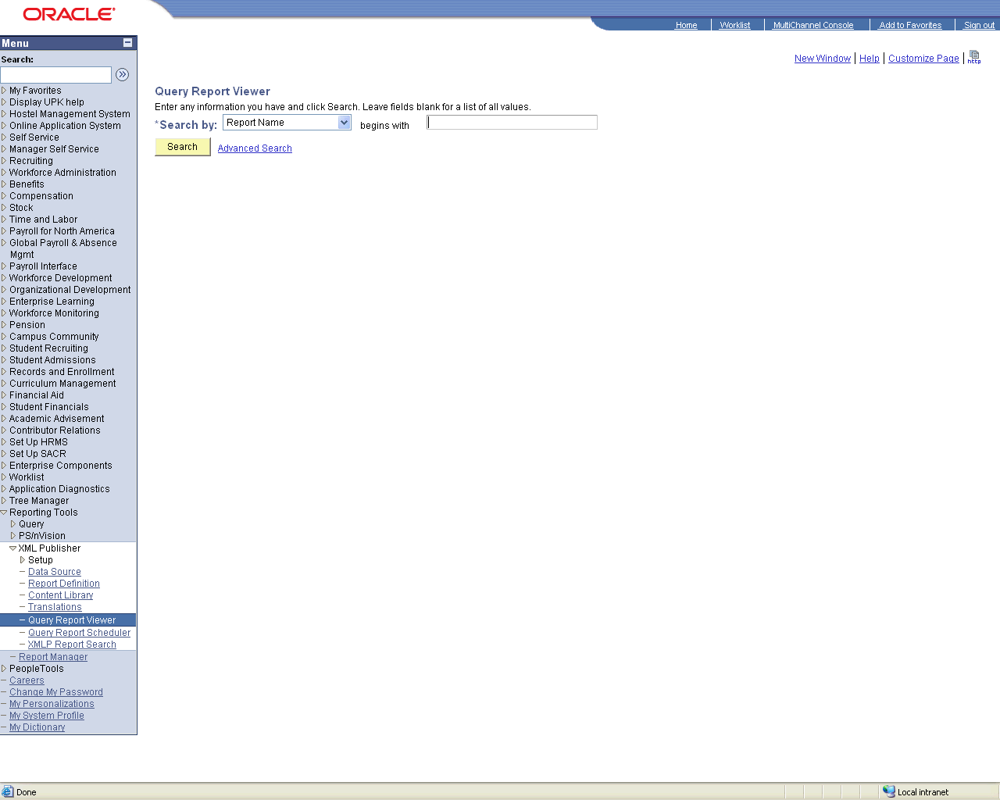 ORACLE
Home
Worklist
MultiChannel Console
Add to Favorites
Sign out
Menu
Search:
My Favorites
Display UPK help
Hostel Management System
Online Application System
Self Service
Manager Self Service
Recruiting
Workforce Administration
Benefits
Compensation
Stock
Time and Labor
Payroll for North America
Global Payroll & Absence
Mgmt
Payroll Interface
Workforce Development
Organizational Development
Enterprise Learning
Workforce Monitoring
Pension
Campus Community
Student Recruiting
Student Admissions
Records and Enrollment
Curriculum Management
Financial Aid
Student Financials
Academic Advisement
Contributor Relations
Set Up HRMS
Set Up SACR
Enterprise Components
Worklist
Application Diagnostics
Tree Manager
Reporting Tools
Query
PS/nVision
XML Publisher
Setup
Data Source
Report Definition
Content Library
Translations
Query Report Viewer
Query Report Scheduler
XMLP Report Search
Report Manager
PeopleTools
Careers
Change My Password
My Personalizations
My System Profile
My Dictionary
New Window | Help | Customize Page | http
Query Report Viewer
Enter any information you have and click Search. Leave fields blank for a list of all values.
*Search by: Report Name begins with
Search Advanced Search
Done
Local intranet